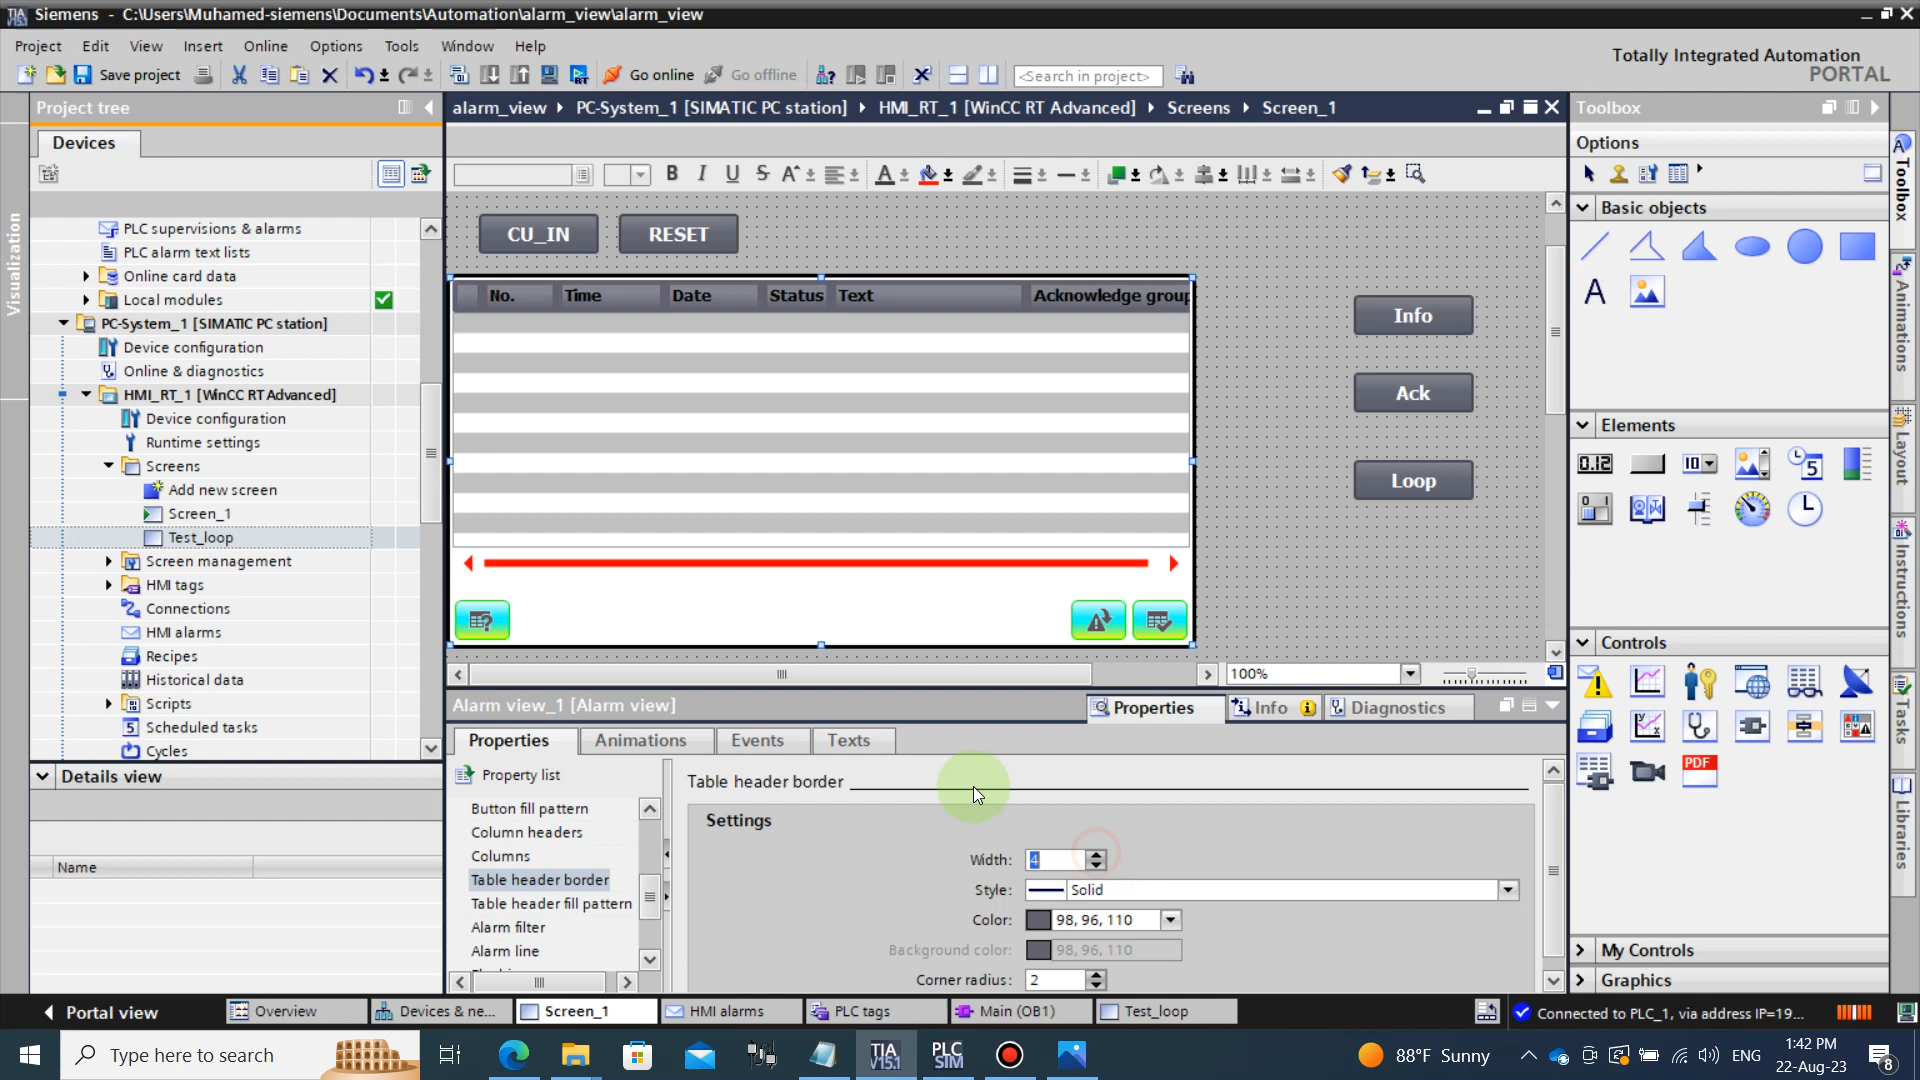 Siemens - C:\Users\Muhamed-siemens\Documents\Automation\alarm_view\alarm_view
Project Edit View Insert Online Options Tools Window Help
Totally Integrated Automation
PORTAL
Save project
Go online
Go offline
<Search in project>
Project tree
Devices
Visualization
PLC supervisions & alarms
PLC alarm text lists
Online card data
Local modules
PC-System_1 [SIMATIC PC station]
Device configuration
Online & diagnostics
HMI_RT_1 [WinCC RT Advanced]
Device configuration
Runtime settings
Screens
Add new screen
Screen_1
Test_loop
Screen management
HMI tags
Connections
HMI alarms
Recipes
Historical data
Scripts
Scheduled tasks
Cycles
Details view
Name
alarm_view PC-System_1 [SIMATIC PC station] HMI_RT_1 [WinCC RT Advanced] Screens Screen_1
CU_IN RESET
No. Time Date Status Text Acknowledge group
Info
Ack
Loop
100%
Alarm view_1 [Alarm view]
Properties Info Diagnostics
Properties Animations Events Texts
Property list
Button fill pattern
Column headers
Columns
Table header border
Table header fill pattern
Alarm filter
Alarm line
Table header border
Settings
Width: 4
Style: Solid
Color: 98, 96, 110
Background color: 98, 96, 110
Corner radius: 2
Toolbox
Options
Basic objects
Elements
Controls
PDF
My Controls
Graphics
Toolbox
Animations
Layout
Instructions
Tasks
Libraries
Portal view
Overview
Devices & ne...
Screen_1
HMI alarms
PLC tags
Main (OB1)
Test_loop
Connected to PLC_1, via address IP=19...
Type here to search
TIA
V15.1
PLC
SIM
88°F Sunny
ENG
1:42 PM
22-Aug-23
8